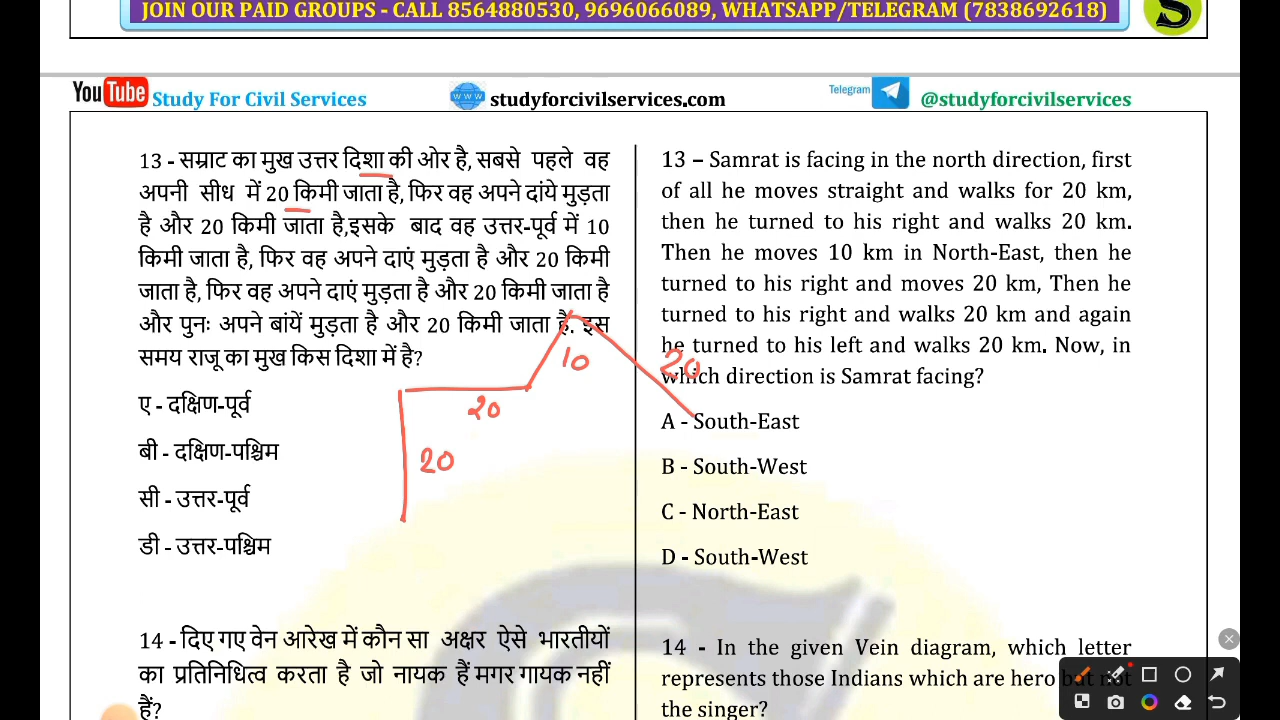 JOIN OUR PAID GROUPS - CALL 8564880530, 9696066089, WHATSAPP/TELEGRAM (7838692618)
S
YouTube Study For Civil Services
www studyforcivilservices.com
Telegram @studyforcivilservices
13 - सम्राट का मुख उत्तर दिशा की ओर है, सबसे पहले वह
अपनी सीध में 20 किमी जाता है, फिर वह अपने दांये मुड़ता
है और 20 किमी जाता है,इसके बाद वह उत्तर-पूर्व में 10
किमी जाता है, फिर वह अपने दाएं मुड़ता है और 20 किमी
जाता है, फिर वह अपने दाएं मुड़ता है और 20 किमी जाता है
और पुनः अपने बांयें मुड़ता है और 20 किमी जाता है. इस
समय राजू का मुख किस दिशा में है?
ए - दक्षिण-पूर्व
बी - दक्षिण-पश्चिम
सी - उत्तर-पूर्व
डी - उत्तर-पश्चिम
20
20
10
20
14 - दिए गए वेन आरेख में कौन सा अक्षर ऐसे भारतीयों
का प्रतिनिधित्व करता है जो नायक हैं मगर गायक नहीं
हैं?
13 – Samrat is facing in the north direction, first
of all he moves straight and walks for 20 km,
then he turned to his right and walks 20 km.
Then he moves 10 km in North-East, then he
turned to his right and moves 20 km, Then he
turned to his right and walks 20 km and again
he turned to his left and walks 20 km. Now, in
which direction is Samrat facing?
A - South-East
B - South-West
C - North-East
D - South-West
14 - In the given Vein diagram, which letter
represents those Indians which are hero but not
the singer?